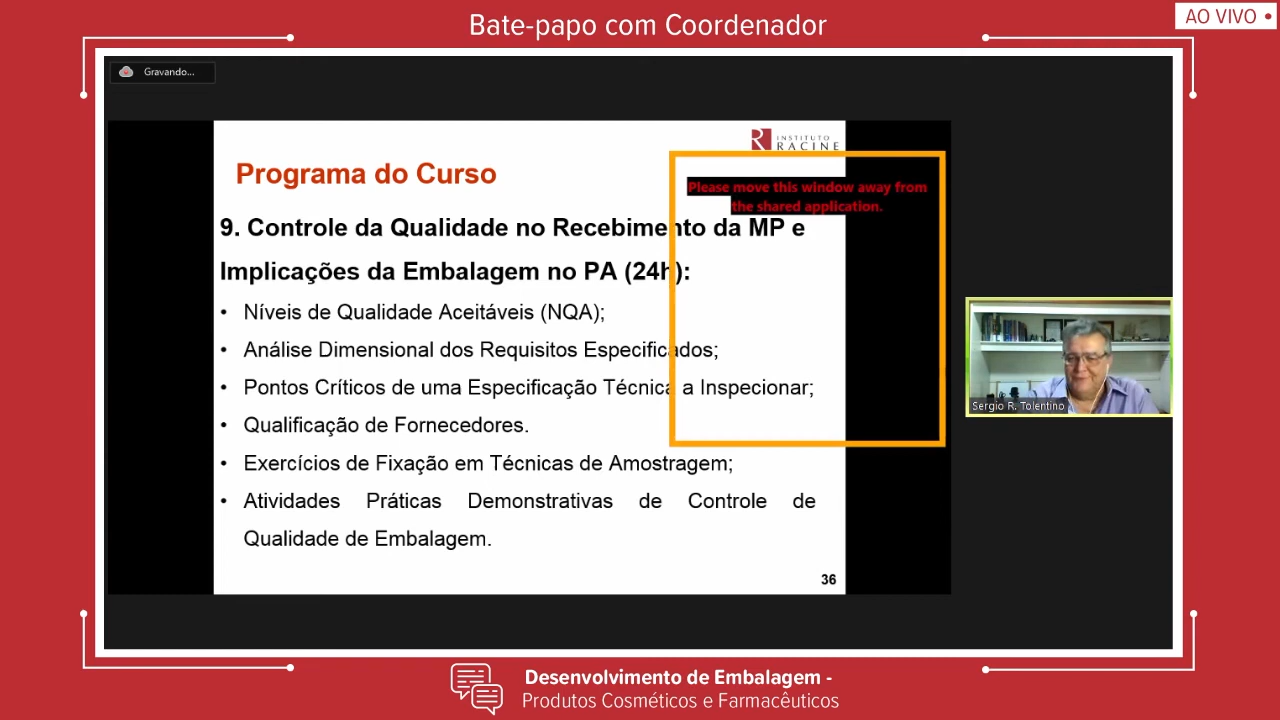 Bate-papo com Coordenador
AO VIVO
Gravando...
INSTITUTO
RACINE
Programa do Curso
Please move this window away from
the shared application.
9. Controle da Qualidade no Recebimento da MP e
Implicações da Embalagem no PA (24h):
• Níveis de Qualidade Aceitáveis (NQA);
• Análise Dimensional dos Requisitos Especificados;
• Pontos Críticos de uma Especificação Técnica a Inspecionar;
• Qualificação de Fornecedores.
• Exercícios de Fixação em Técnicas de Amostragem;
• Atividades Práticas Demonstrativas de Controle de
Qualidade de Embalagem.
36
Sergio R. Tolentino
Desenvolvimento de Embalagem -
Produtos Cosméticos e Farmacêuticos